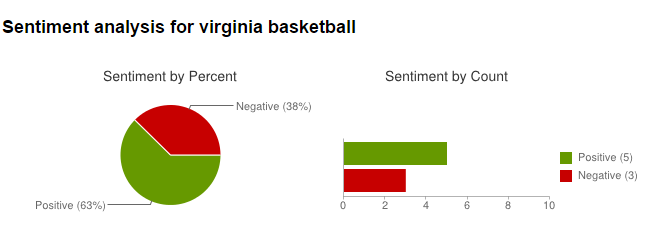 Sentiment analysis for virginia basketball
Sentiment by Percent
Negative (38%)
Positive (63%)
Sentiment by Count
0 2 4 6 8 10
Positive (5)
Negative (3)